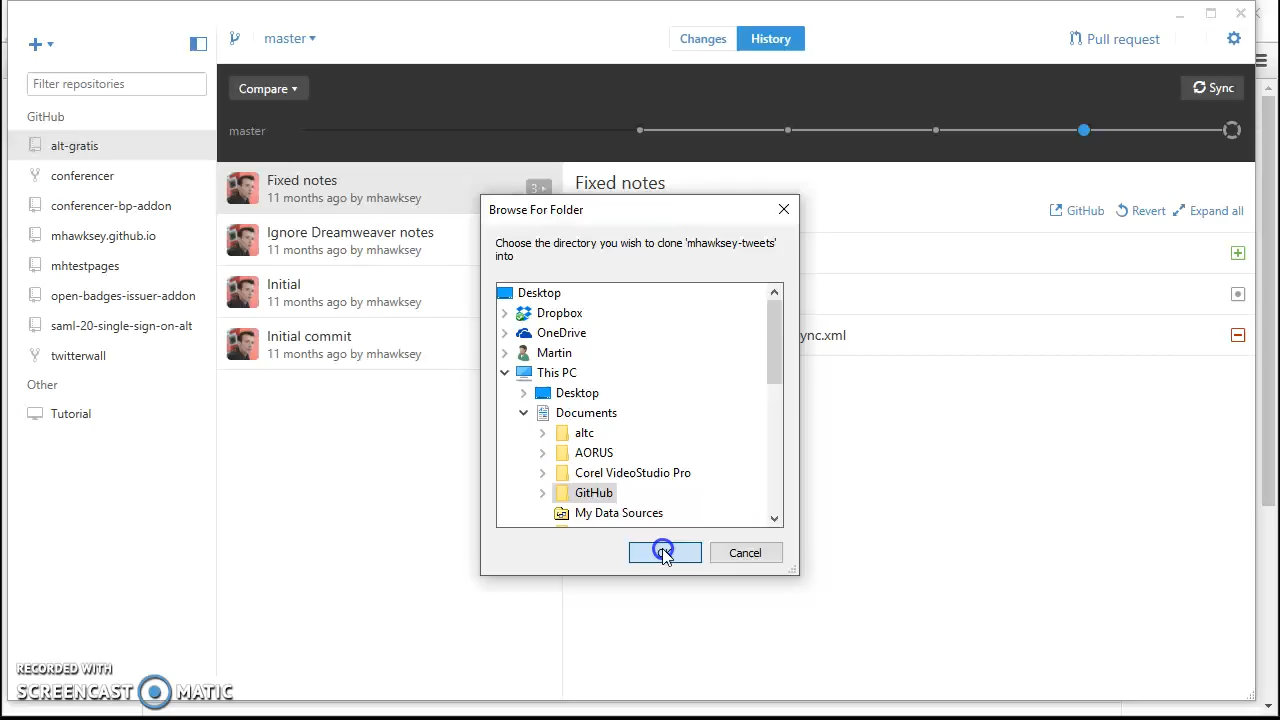 master
Changes
History
Pull request
Filter repositories
GitHub
alt-gratis
conferencer
conferencer-bp-addon
mhawksey.github.io
mhtestpages
open-badges-issuer-addon
saml-20-single-sign-on-alt
twitterwall
Other
Tutorial
Compare
Sync
master
Fixed notes
11 months ago by mhawksey
3
Ignore Dreamweaver notes
11 months ago by mhawksey
Initial
11 months ago by mhawksey
Initial commit
11 months ago by mhawksey
Fixed notes
GitHub
Revert
Expand all
ync.xml
Browse For Folder
Choose the directory you wish to clone 'mhawksey-tweets'
into
Desktop
Dropbox
OneDrive
Martin
This PC
Desktop
Documents
altc
AORUS
Corel VideoStudio Pro
GitHub
My Data Sources
Cancel
RECORDED WITH
SCREENCAST MATIC